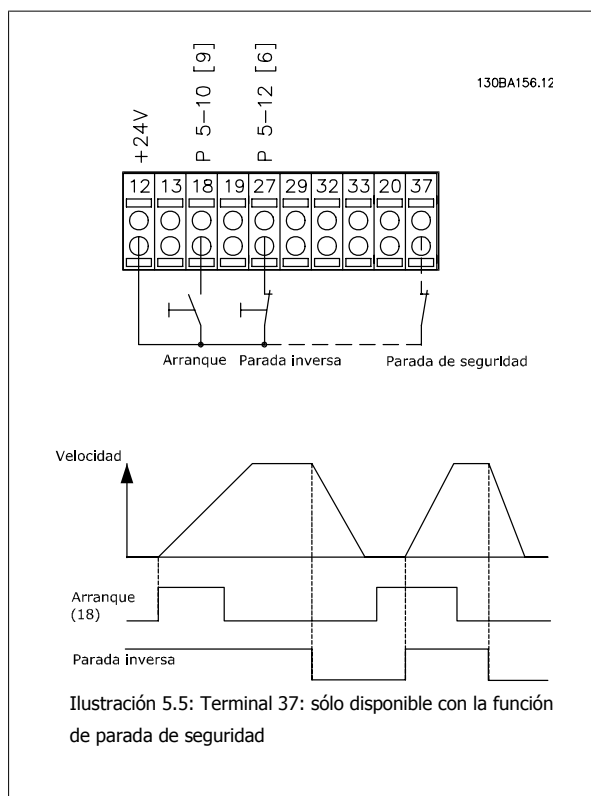 130BA156.12
+24V
P 5-10 [9]
P 5-12 [6]
12 13 18 19 27 29 32 33 20 37
Arranque Parada inversa Parada de seguridad
Velocidad
Arranque
(18)
Parada inversa
Ilustración 5.5: Terminal 37: sólo disponible con la función
de parada de seguridad